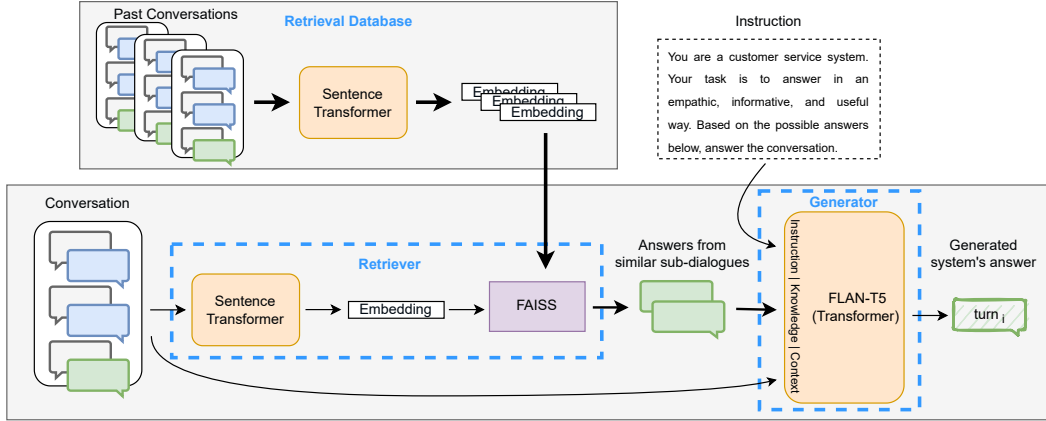 Past Conversations
Retrieval Database
Sentence
Transformer
Embedding
Embedding
Embedding
Instruction
You are a customer service system.
Your task is to answer in an
empathic, informative, and useful
way. Based on the possible answers
below, answer the conversation.
Conversation
Retriever
Sentence
Transformer
Embedding
FAISS
Answers from
similar sub-dialogues
Generator
Instruction | Knowledge | Context
FLAN-T5
(Transformer)
Generated
system's answer
turn i